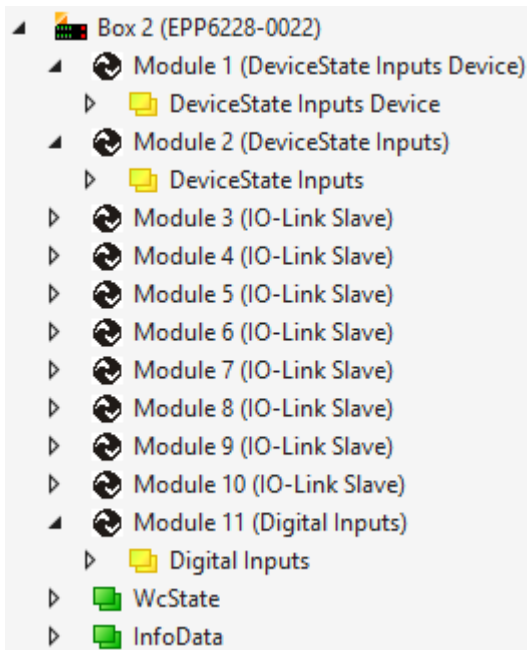 Box 2 (EPP6228-0022)
Module 1 (DeviceState Inputs Device)
DeviceState Inputs Device
Module 2 (DeviceState Inputs)
DeviceState Inputs
Module 3 (IO-Link Slave)
Module 4 (IO-Link Slave)
Module 5 (IO-Link Slave)
Module 6 (IO-Link Slave)
Module 7 (IO-Link Slave)
Module 8 (IO-Link Slave)
Module 9 (IO-Link Slave)
Module 10 (IO-Link Slave)
Module 11 (Digital Inputs)
Digital Inputs
WcState
InfoData